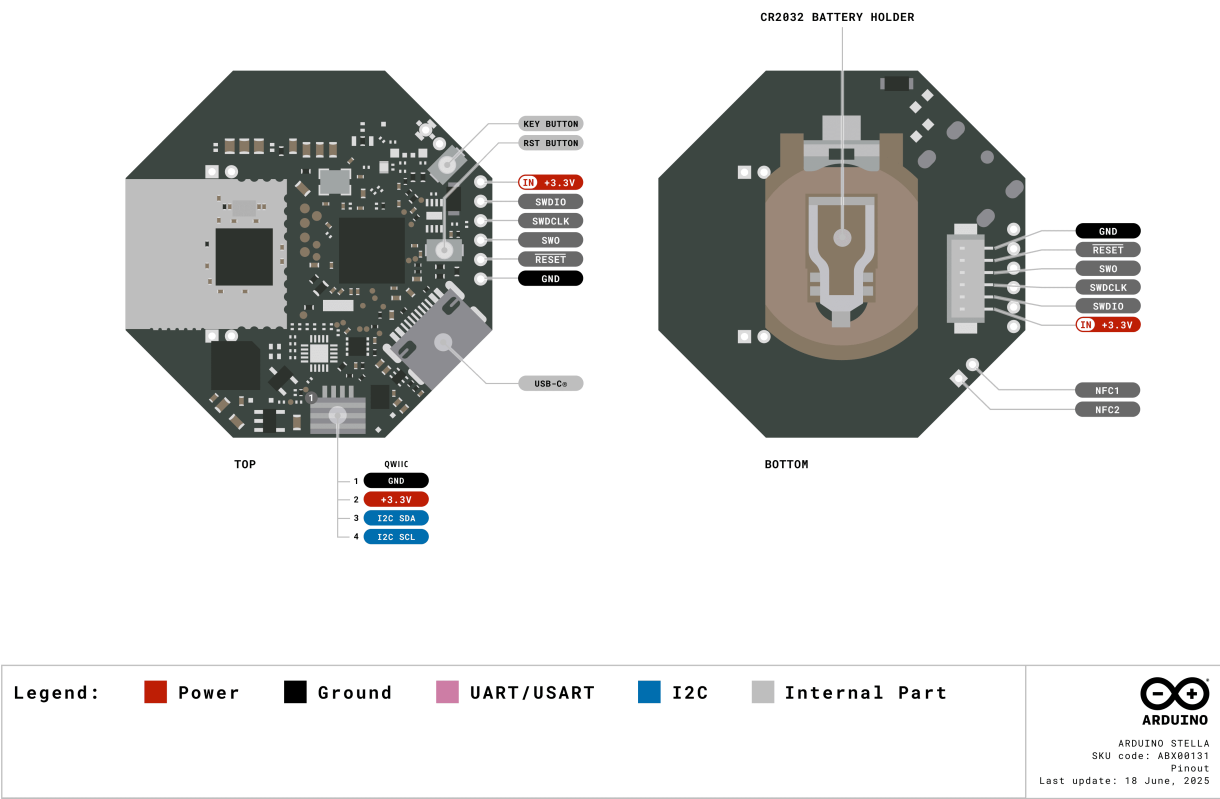 CR2032 BATTERY HOLDER
KEY BUTTON
RST BUTTON
IN +3.3V
SWDIO
SWDCLK
SWO
RESET
GND
USB-C®
1
TOP
QWIIC
1 GND
2 +3.3V
3 I2C SDA
4 I2C SCL
GND
RESET
SWO
SWDCLK
SWDIO
IN +3.3V
NFC1
NFC2
BOTTOM
Legend: Power Ground UART/USART I2C Internal Part
ARDUINO
ARDUINO STELLA
SKU code: ABX00131
Pinout
Last update: 18 June, 2025